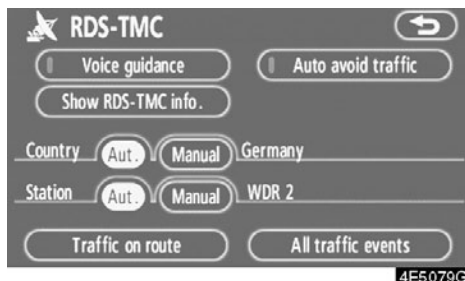 RDS-TMC
Voice guidance Auto avoid traffic
Show RDS-TMC info.
Country Aut. Manual Germany
Station Aut. Manual WDR 2
Traffic on route All traffic events
4E5079G